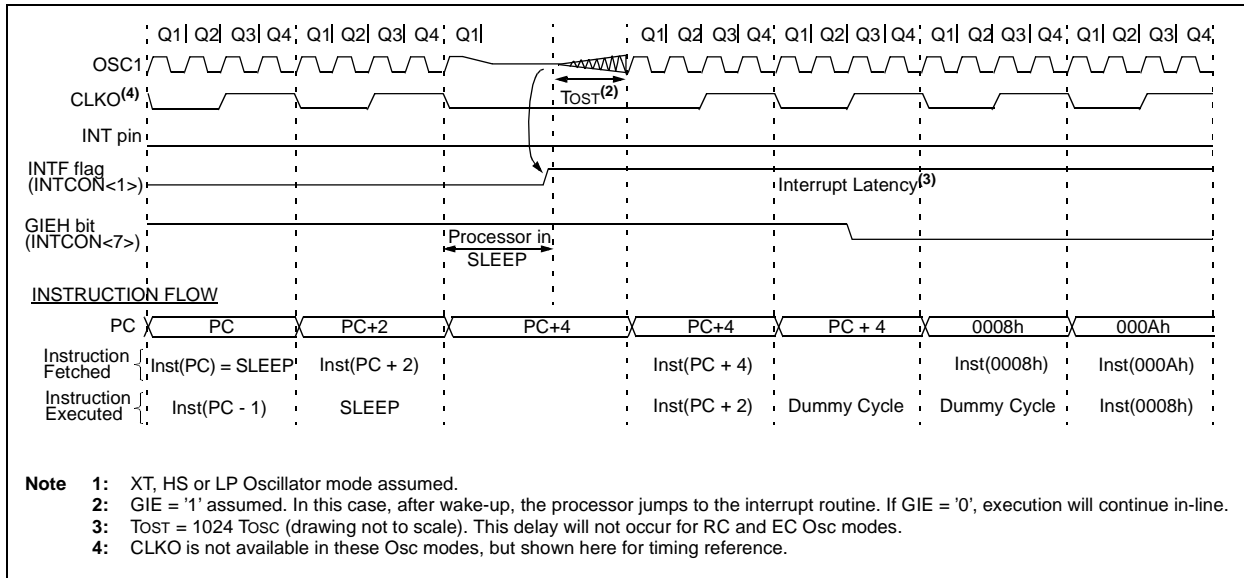 Q1 Q2 Q3 Q4 Q1 Q2 Q3 Q4 Q1 Q1 Q2 Q3 Q4 Q1 Q2 Q3 Q4 Q1 Q2 Q3 Q4 Q1 Q2 Q3 Q4
OSC1
CLKO(4)
TOST(2)
INT pin
INTF flag
(INTCON<1>)
Interrupt Latency(3)
GIEH bit
(INTCON<7>)
Processor in
SLEEP
INSTRUCTION FLOW
PC PC PC+2 PC+4 PC+4 PC + 4 0008h 000Ah
Instruction
Fetched
Inst(PC) = SLEEP Inst(PC + 2) Inst(PC + 4) Inst(0008h) Inst(000Ah)
Instruction
Executed
Inst(PC - 1) SLEEP Inst(PC + 2) Dummy Cycle Dummy Cycle Inst(0008h)
Note 1: XT, HS or LP Oscillator mode assumed.
2: GIE = '1' assumed. In this case, after wake-up, the processor jumps to the interrupt routine. If GIE = '0', execution will continue in-line.
3: TOST = 1024 TOSC (drawing not to scale). This delay will not occur for RC and EC Osc modes.
4: CLKO is not available in these Osc modes, but shown here for timing reference.